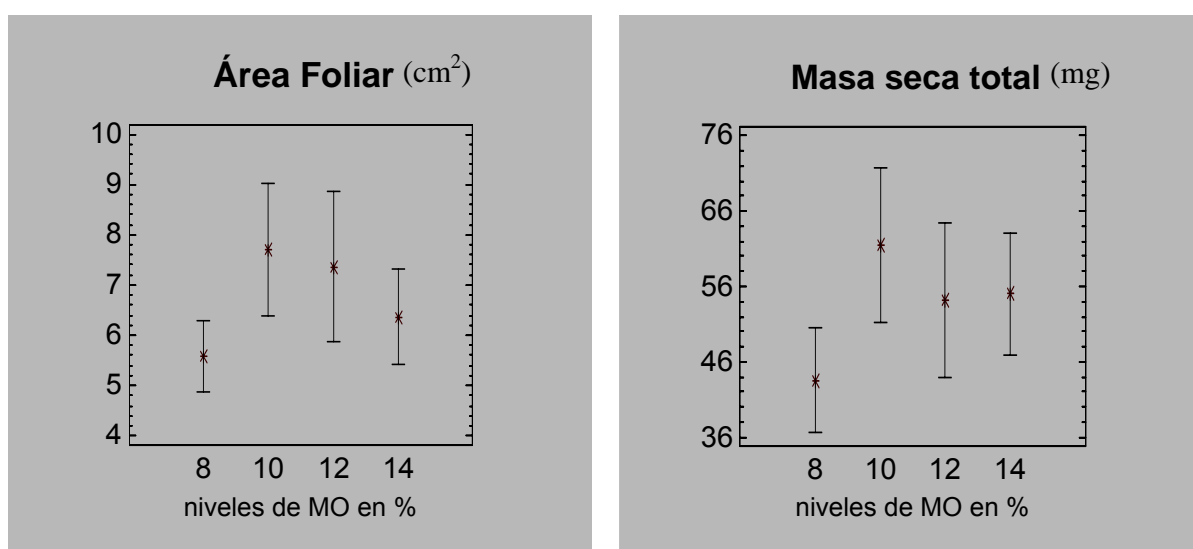 Área Foliar (cm²)
10
9
8
7
6
5
4
8 10 12 14
niveles de MO en %
Masa seca total (mg)
76
66
56
46
36
8 10 12 14
niveles de MO en %